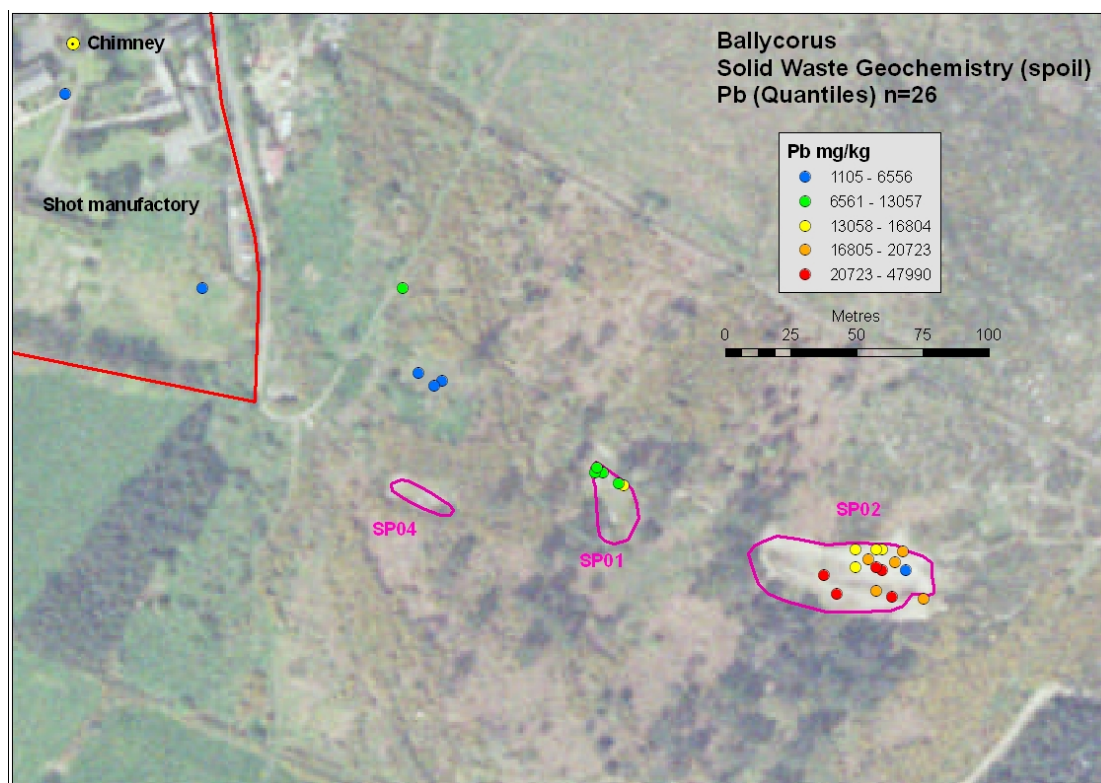 Chimney
Ballycorus
Solid Waste Geochemistry (spoil)
Pb (Quantiles) n=26
Pb mg/kg
1105 - 6556
6561 - 13057
13058 - 16804
16805 - 20723
20723 - 47990
Shot manufactory
Metres
0 25 50 75 100
SP04
SP01
SP02